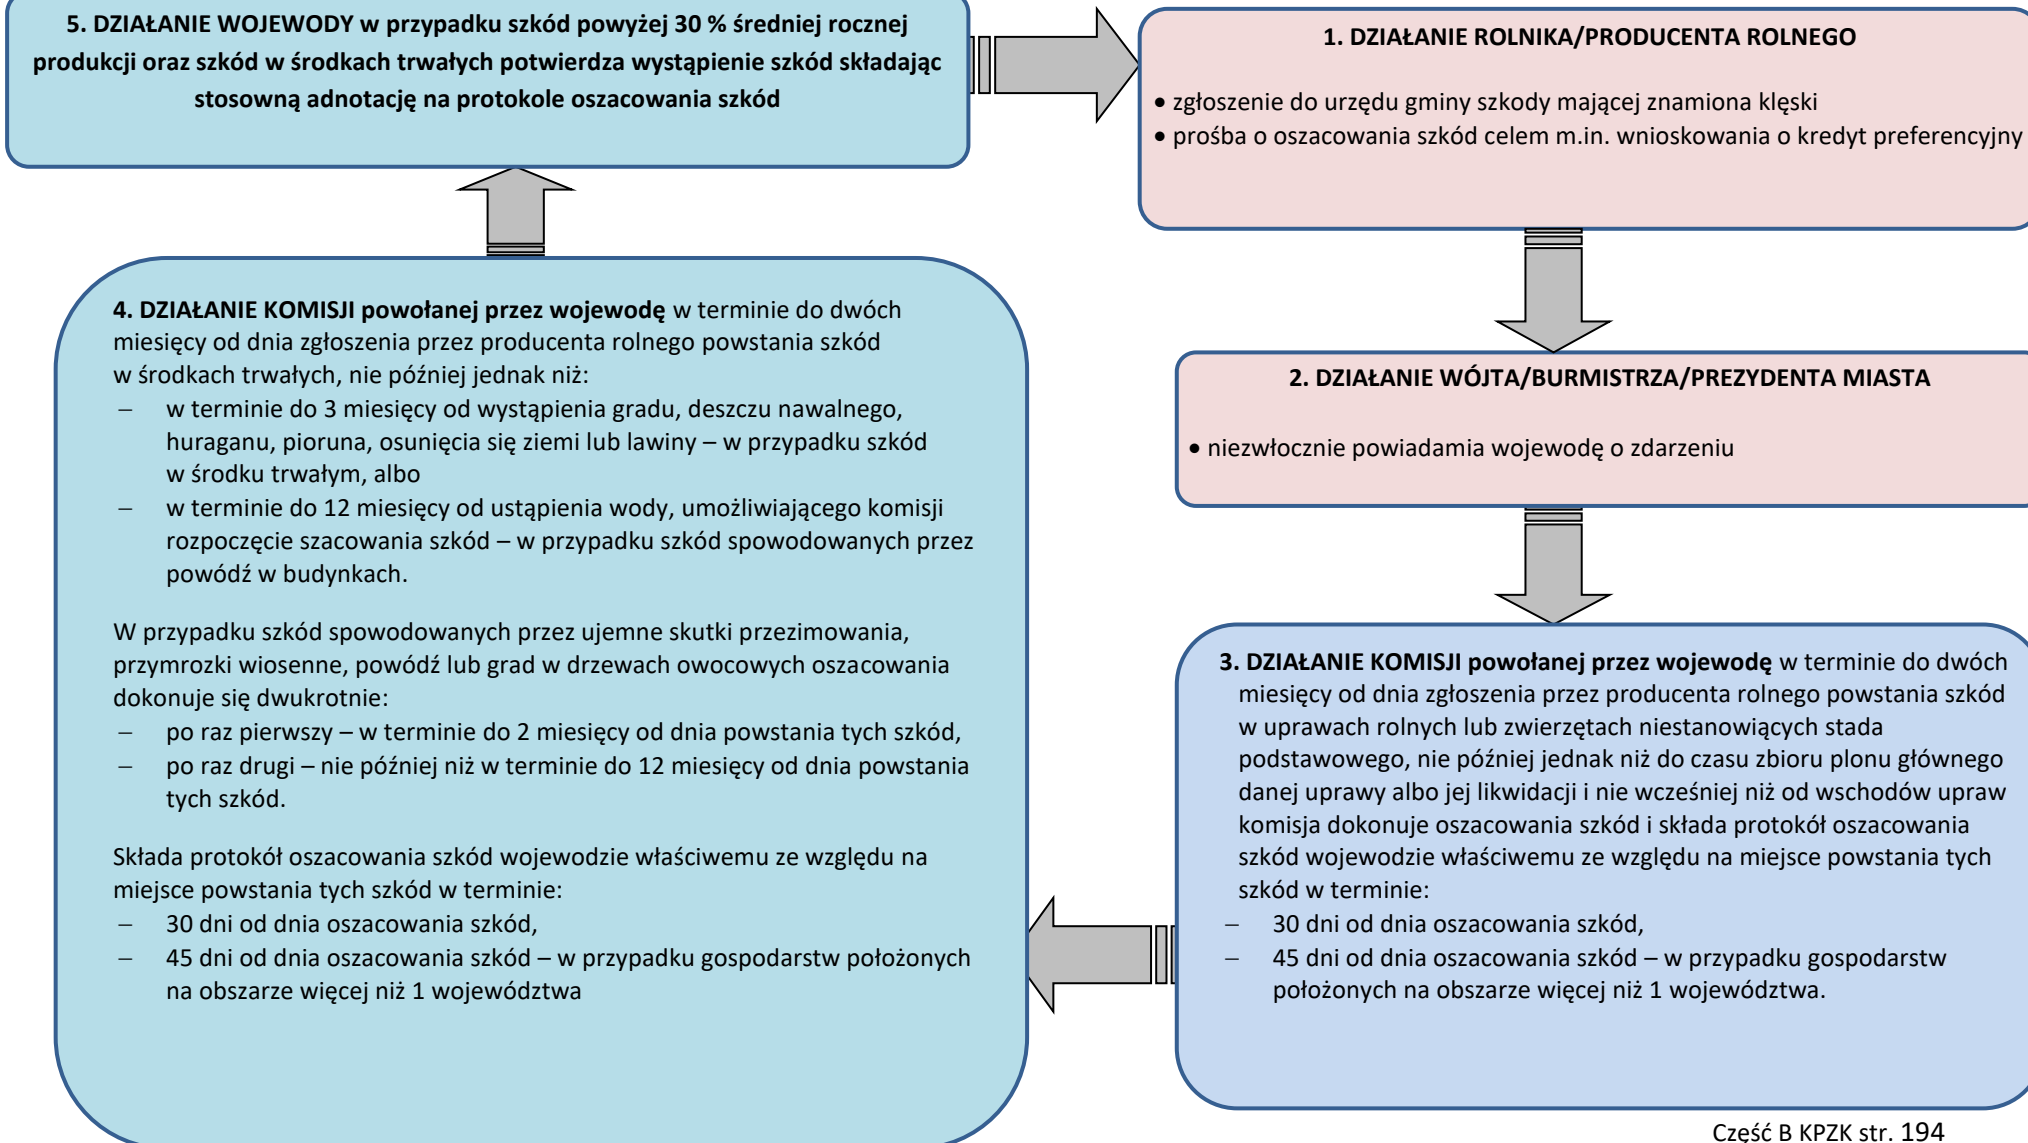 5. DZIAŁANIE WOJEWODY w przypadku szkód powyżej 30 % średniej rocznej
produkcji oraz szkód w środkach trwałych potwierdza wystąpienie szkód składając
stosowną adnotację na protokole oszacowania szkód
1. DZIAŁANIE ROLNIKA/PRODUCENTA ROLNEGO
• zgłoszenie do urzędu gminy szkody mającej znamiona klęski
• prośba o oszacowania szkód celem m.in. wnioskowania o kredyt preferencyjny
2. DZIAŁANIE WÓJTA/BURMISTRZA/PREZYDENTA MIASTA
• niezwłocznie powiadamia wojewodę o zdarzeniu
3. DZIAŁANIE KOMISJI powołanej przez wojewodę w terminie do dwóch
miesięcy od dnia zgłoszenia przez producenta rolnego powstania szkód
w uprawach rolnych lub zwierzętach niestanowiących stada
podstawowego, nie później jednak niż do czasu zbioru plonu głównego
danej uprawy albo jej likwidacji i nie wcześniej niż od wschodów upraw
komisja dokonuje oszacowania szkód i składa protokół oszacowania
szkód wojewodzie właściwemu ze względu na miejsce powstania tych
szkód w terminie:
– 30 dni od dnia oszacowania szkód,
– 45 dni od dnia oszacowania szkód – w przypadku gospodarstw
położonych na obszarze więcej niż 1 województwa.
4. DZIAŁANIE KOMISJI powołanej przez wojewodę w terminie do dwóch
miesięcy od dnia zgłoszenia przez producenta rolnego powstania szkód
w środkach trwałych, nie później jednak niż:
– w terminie do 3 miesięcy od wystąpienia gradu, deszczu nawalnego,
huraganu, pioruna, osunięcia się ziemi lub lawiny – w przypadku szkód
w środku trwałym, albo
– w terminie do 12 miesięcy od ustąpienia wody, umożliwiającego komisji
rozpoczęcie szacowania szkód – w przypadku szkód spowodowanych przez
powódź w budynkach.
W przypadku szkód spowodowanych przez ujemne skutki przezimowania,
przymrozki wiosenne, powódź lub grad w drzewach owocowych oszacowania
dokonuje się dwukrotnie:
– po raz pierwszy – w terminie do 2 miesięcy od dnia powstania tych szkód,
– po raz drugi – nie później niż w terminie do 12 miesięcy od dnia powstania
tych szkód.
Składa protokół oszacowania szkód wojewodzie właściwemu ze względu na
miejsce powstania tych szkód w terminie:
– 30 dni od dnia oszacowania szkód,
– 45 dni od dnia oszacowania szkód – w przypadku gospodarstw położonych
na obszarze więcej niż 1 województwa
Część B KPZK str. 194